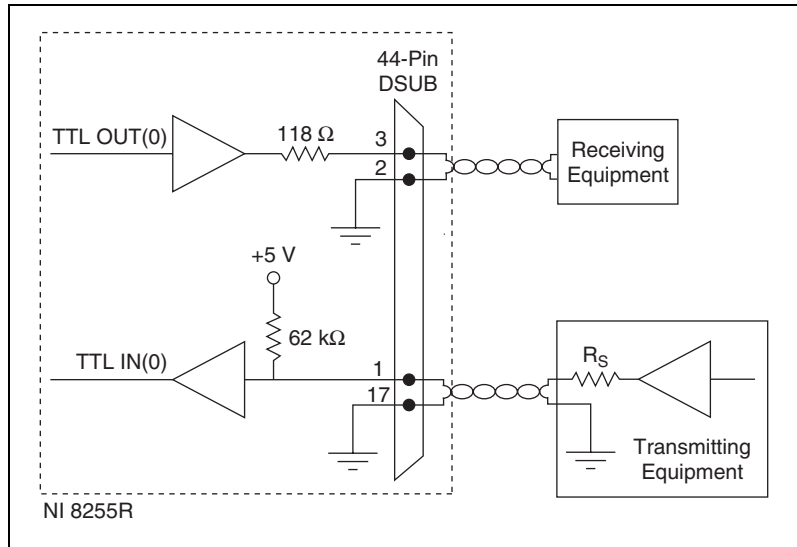 44-Pin
DSUB
TTL OUT(0)
118 Ω
3
2
Receiving
Equipment
+5 V
62 kΩ
TTL IN(0)
1
17
R_S
Transmitting
Equipment
NI 8255R